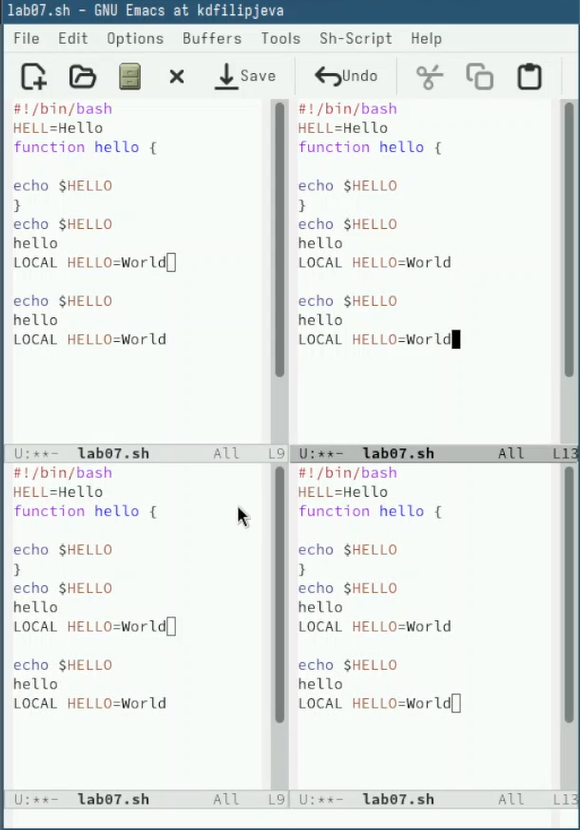 lab07.sh - GNU Emacs at kdfilipjeva
File Edit Options Buffers Tools Sh-Script Help
Save Undo
#!/bin/bash
HELL=Hello
function hello {

echo $HELLO
}
echo $HELLO
hello
LOCAL HELLO=World

echo $HELLO
hello
LOCAL HELLO=World
U:**- lab07.sh All L9
#!/bin/bash
HELL=Hello
function hello {

echo $HELLO
}
echo $HELLO
hello
LOCAL HELLO=World

echo $HELLO
hello
LOCAL HELLO=World
U:**- lab07.sh All L13
#!/bin/bash
HELL=Hello
function hello {

echo $HELLO
}
echo $HELLO
hello
LOCAL HELLO=World

echo $HELLO
hello
LOCAL HELLO=World
U:**- lab07.sh All L9
#!/bin/bash
HELL=Hello
function hello {

echo $HELLO
}
echo $HELLO
hello
LOCAL HELLO=World

echo $HELLO
hello
LOCAL HELLO=World
U:**- lab07.sh All L13